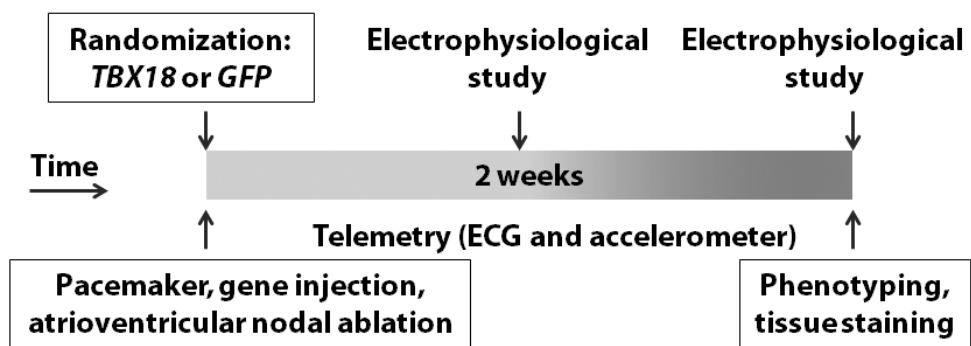 Randomization:
TBX18 or GFP
Electrophysiological
study
Electrophysiological
study
Time
2 weeks
Telemetry (ECG and accelerometer)
Pacemaker, gene injection,
atrioventricular nodal ablation
Phenotyping,
tissue staining